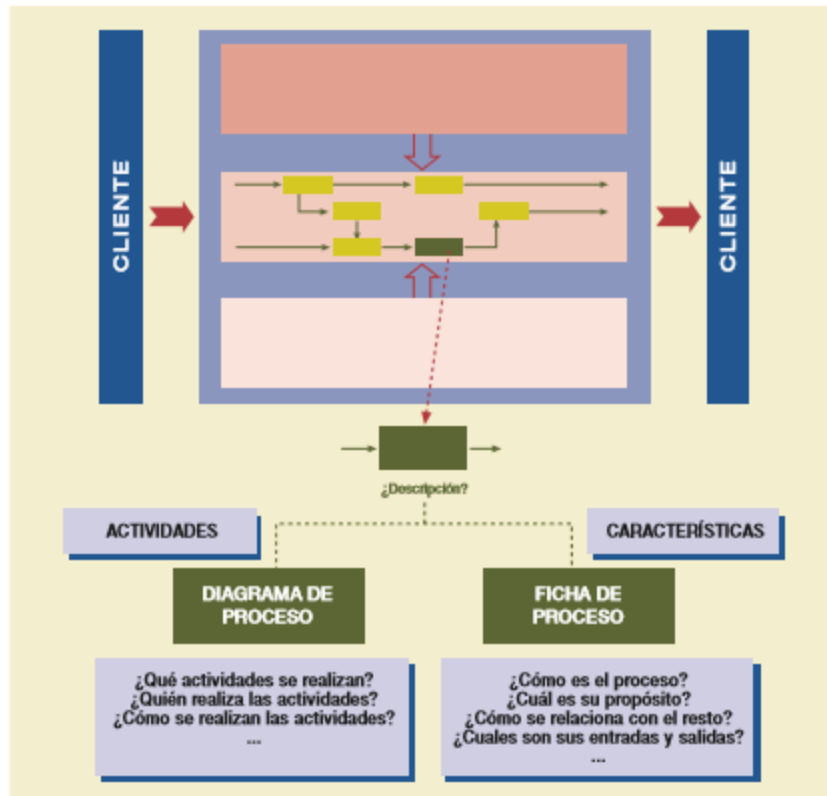 CLIENTE
CLIENTE
¿Descripción?
ACTIVIDADES
CARACTERÍSTICAS
DIAGRAMA DE
PROCESO
FICHA DE
PROCESO
¿Qué actividades se realizan?
¿Quién realiza las actividades?
¿Cómo se realizan las actividades?
...
¿Cómo es el proceso?
¿Cuál es su propósito?
¿Cómo se relaciona con el resto?
¿Cuales son sus entradas y salidas?
...